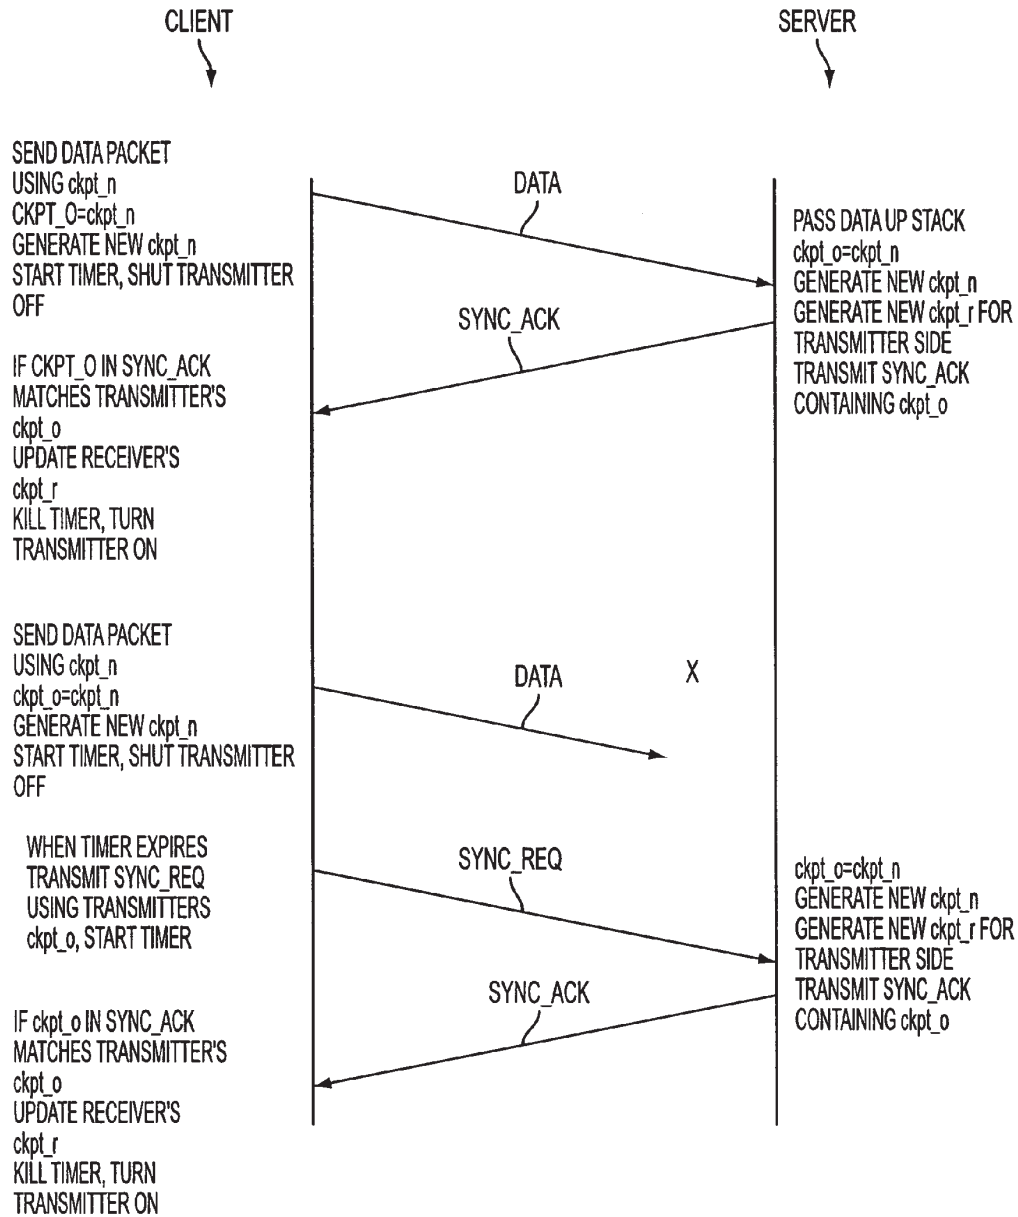 CLIENT
SERVER
SEND DATA PACKET
USING ckpt_n
CKPT_O=ckpt_n
GENERATE NEW ckpt_n
START TIMER, SHUT TRANSMITTER
OFF
DATA
PASS DATA UP STACK
ckpt_o=ckpt_n
GENERATE NEW ckpt_n
GENERATE NEW ckpt_r FOR
TRANSMITTER SIDE
TRANSMIT SYNC_ACK
CONTAINING ckpt_o
SYNC_ACK
IF CKPT_O IN SYNC_ACK
MATCHES TRANSMITTER'S
ckpt_o
UPDATE RECEIVER'S
ckpt_r
KILL TIMER, TURN
TRANSMITTER ON
SEND DATA PACKET
USING ckpt_n
ckpt_o=ckpt_n
GENERATE NEW ckpt_n
START TIMER, SHUT TRANSMITTER
OFF
DATA
X
WHEN TIMER EXPIRES
TRANSMIT SYNC_REQ
USING TRANSMITTERS
ckpt_o, START TIMER
SYNC_REQ
ckpt_o=ckpt_n
GENERATE NEW ckpt_n
GENERATE NEW ckpt_r FOR
TRANSMITTER SIDE
TRANSMIT SYNC_ACK
CONTAINING ckpt_o
SYNC_ACK
IF ckpt_o IN SYNC_ACK
MATCHES TRANSMITTER'S
ckpt_o
UPDATE RECEIVER'S
ckpt_r
KILL TIMER, TURN
TRANSMITTER ON